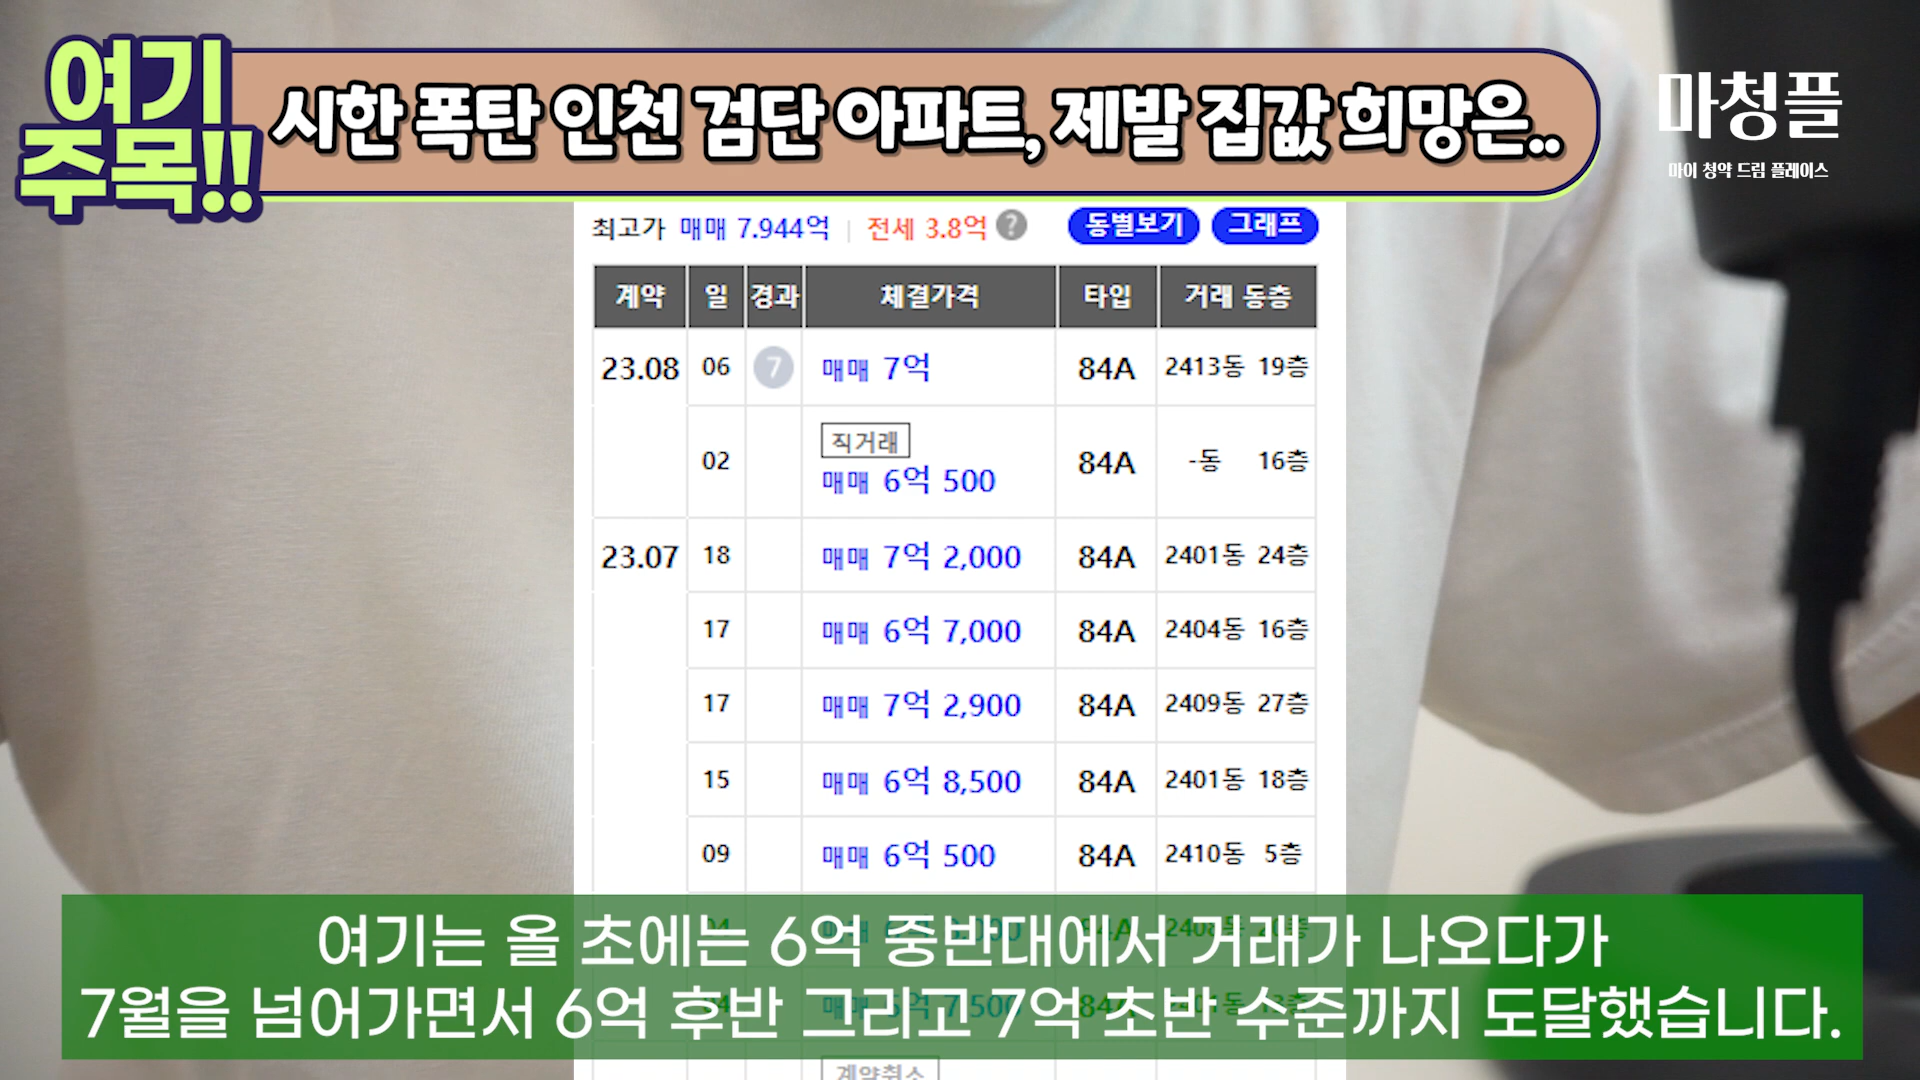 여기
주목!!
시한 폭탄 인천 검단 아파트, 제발 집값 희망은..
마청플
마이 청약 드림 플레이스
최고가 매매 7.944억 | 전세 3.8억 ? 동별보기 그래프
계약 일 경과 체결가격 타입 거래 동층
23.08 06 7 매매 7억 84A 2413동 19층
직거래
02 매매 6억 500 84A -동 16층
23.07 18 매매 7억 2,000 84A 2401동 24층
17 매매 6억 7,000 84A 2404동 16층
17 매매 7억 2,900 84A 2409동 27층
15 매매 6억 8,500 84A 2401동 18층
09 매매 6억 500 84A 2410동 5층
여기는 올 초에는 6억 중반대에서 거래가 나오다가
7월을 넘어가면서 6억 후반 그리고 7억 초반 수준까지 도달했습니다.
계약취소